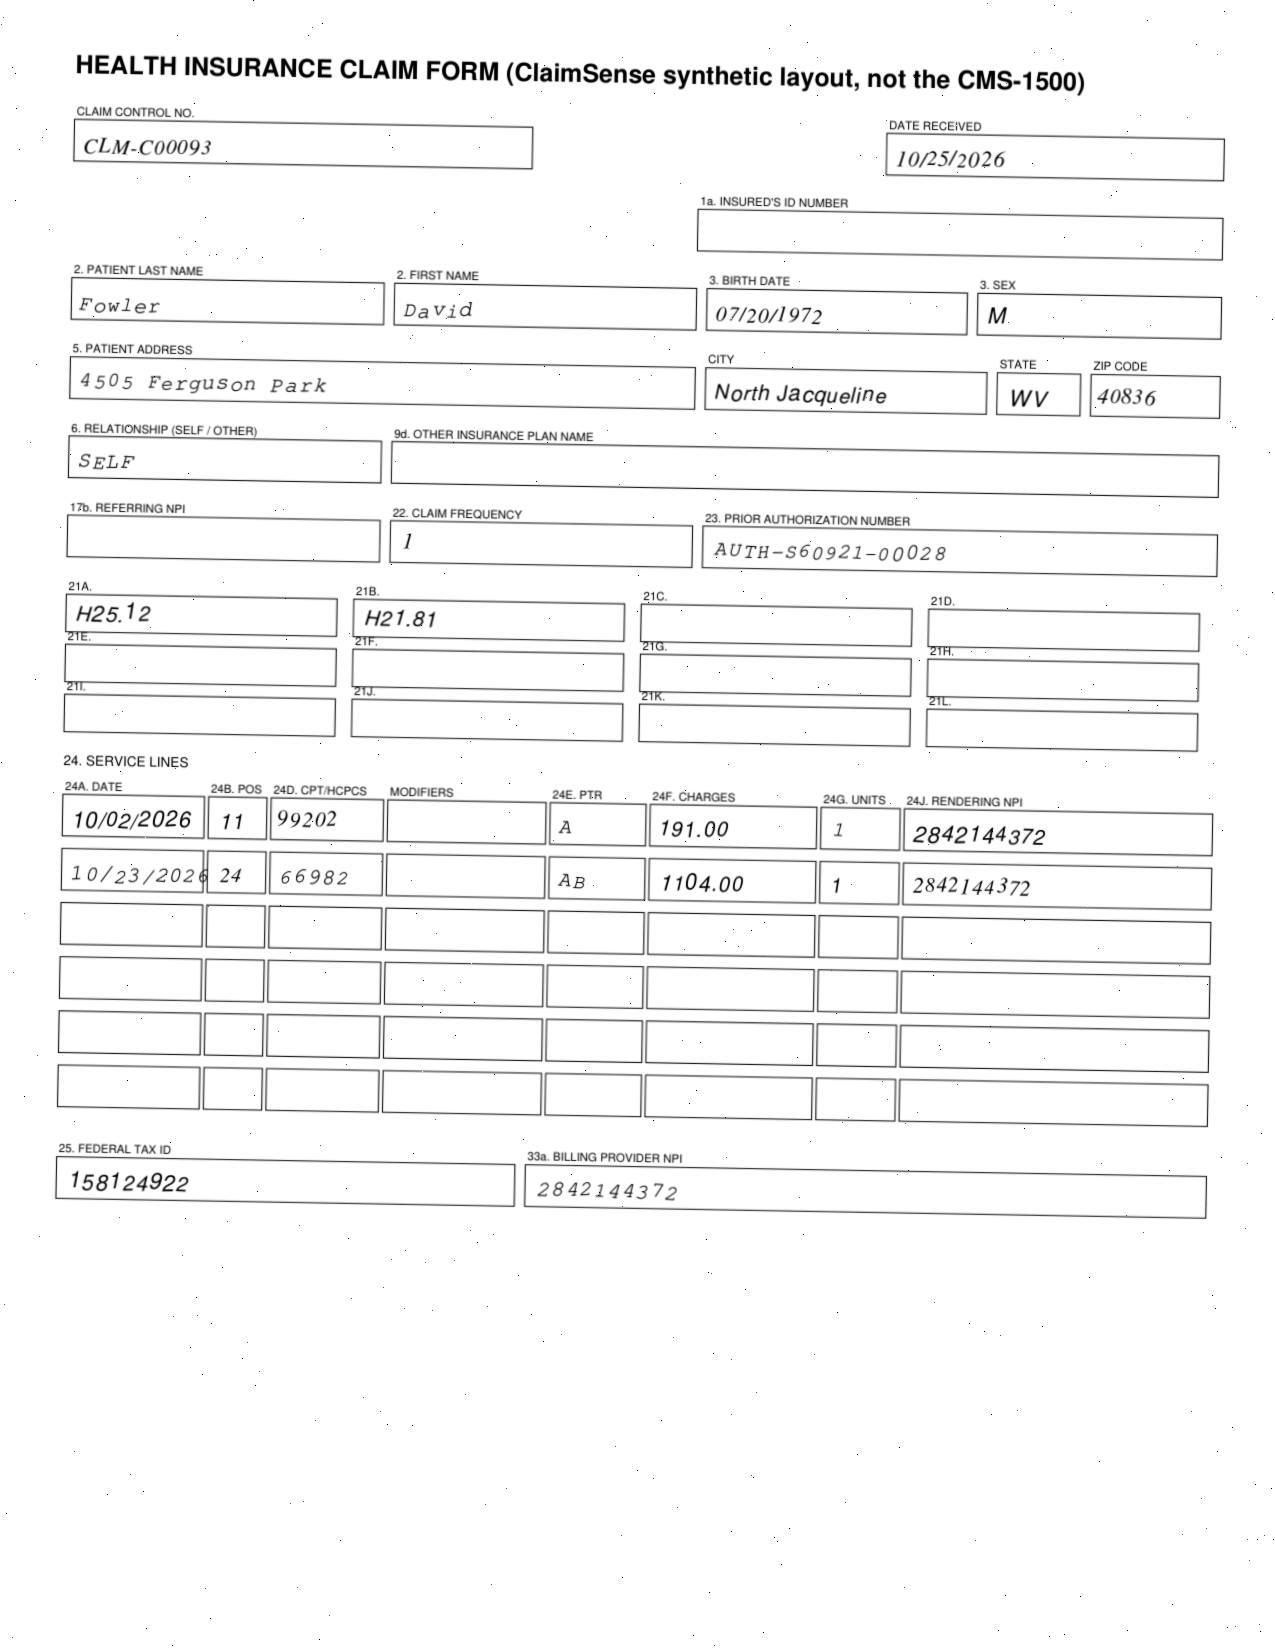 HEALTH INSURANCE CLAIM FORM (ClaimSense synthetic layout, not the CMS-1500)
CLAIM CONTROL NO.
CLM-C00093
DATE RECEIVED
10/25/2026
1a. INSURED'S ID NUMBER
2. PATIENT LAST NAME 2. FIRST NAME 3. BIRTH DATE 3. SEX
Fowler David 07/20/1972 M
5. PATIENT ADDRESS CITY STATE ZIP CODE
4505 Ferguson Park North Jacqueline WV 40836
6. RELATIONSHIP (SELF / OTHER) 9d. OTHER INSURANCE PLAN NAME
SELF
17b. REFERRING NPI 22. CLAIM FREQUENCY 23. PRIOR AUTHORIZATION NUMBER
1 AUTH-S60921-00028
21A. 21B. 21C. 21D.
H25.12 H21.81
21E. 21F. 21G. 21H.
21I. 21J. 21K. 21L.
24. SERVICE LINES
24A. DATE 24B. POS 24D. CPT/HCPCS MODIFIERS 24E. PTR 24F. CHARGES 24G. UNITS 24J. RENDERING NPI
10/02/2026 11 99202 A 191.00 1 2842144372
10/23/2026 24 66982 AB 1104.00 1 2842144372
25. FEDERAL TAX ID 33a. BILLING PROVIDER NPI
158124922 2842144372